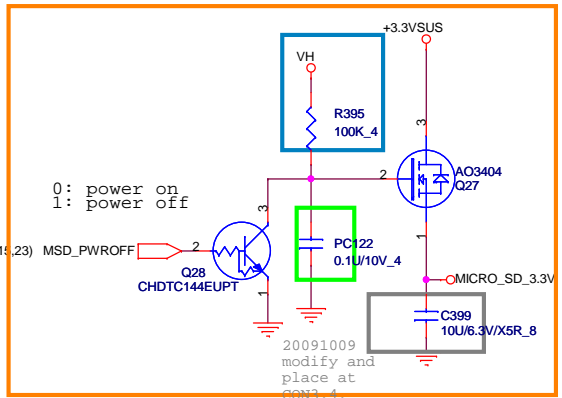 +3.3VSUS
VH
R395
100K_4
3
2
AO3404
Q27
1
0: power on
1: power off
3
PC122
0.1U/10V_4
15,23) MSD_PWROFF
2
Q28
CHDTC144EUPT
1
MICRO_SD_3.3V
C399
10U/6.3V/X5R_8
20091009
modify and
place at
CON2.4.